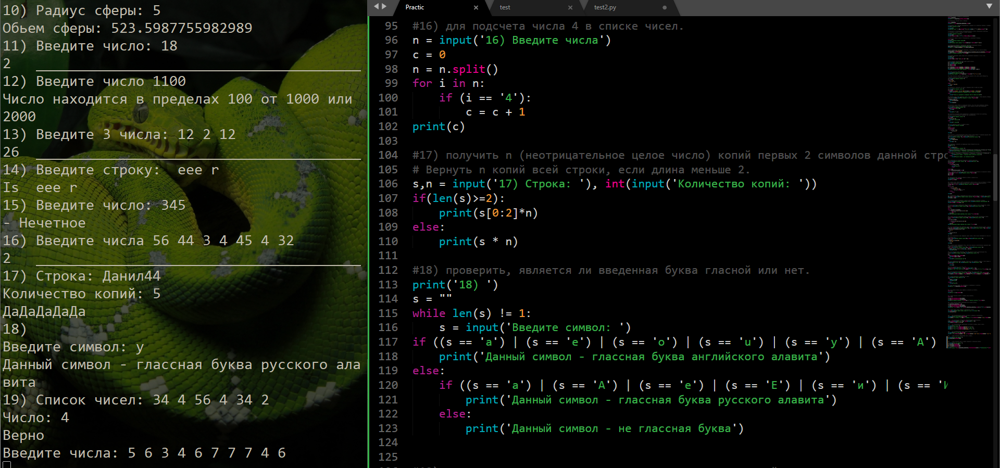 10) Радиус сферы: 5
Обьем сферы: 523.5987755982989
11) Введите число: 18
2
12) Введите число 1100
Число находится в пределах 100 от 1000 или
2000
13) Введите 3 числа: 12 2 12
26
14) Введите строку:  eee r
Is  eee r
15) Введите число: 345
- Нечетное
16) Введите числа 56 44 3 4 45 4 32
2
17) Строка: Данил44
Количество копий: 5
ДаДаДаДаДа
18)
Введите символ: у
Данный символ - глассная буква русского ала
вита
19) Список чисел: 34 4 56 4 34 2
Число: 4
Верно
Введите числа: 5 6 3 4 6 7 7 7 4 6
Practic
test
test2.py
95 #16) для подсчета числа 4 в списке чисел.
96 n = input('16) Введите числа')
97 c = 0
98 n = n.split()
99 for i in n:
100     if (i == '4'):
101         c = c + 1
102 print(c)
103
104 #17) получить n (неотрицательное целое число) копий первых 2 символов данной стро
105 # Вернуть n копий всей строки, если длина меньше 2.
106 s,n = input('17) Строка: '), int(input('Количество копий: '))
107 if(len(s)>=2):
108     print(s[0:2]*n)
109 else:
110     print(s * n)
111
112 #18) проверить, является ли введенная буква гласной или нет.
113 print('18) ')
114 s = ""
115 while len(s) != 1:
116     s = input('Введите символ: ')
117 if ((s == 'a') | (s == 'e') | (s == 'o') | (s == 'u') | (s == 'y') | (s == 'A') |
118     print('Данный символ - глассная буква английского алавита')
119 else:
120     if ((s == 'а') | (s == 'А') | (s == 'е') | (s == 'Е') | (s == 'и') | (s == 'И
121         print('Данный символ - глассная буква русского алавита')
122     else:
123         print('Данный символ - не глассная буква')
124
125